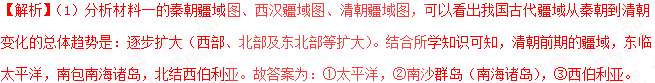 【解析】（1）分析材料一的秦朝疆域图、西汉疆域图、清朝疆域图，可以看出我国古代疆域从秦朝到清朝
变化的总体趋势是：逐步扩大（西部、北部及东北部等扩大）。结合所学知识可知，清朝前期的疆域，东临
太平洋，南包南海诸岛，北结西伯利亚。故答案为：①太平洋，②南沙群岛（南海诸岛），③西伯利亚。